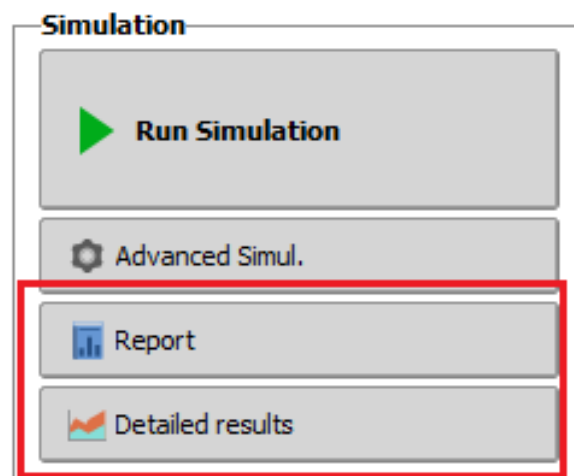 Simulation
Run Simulation
Advanced Simul.
Report
Detailed results